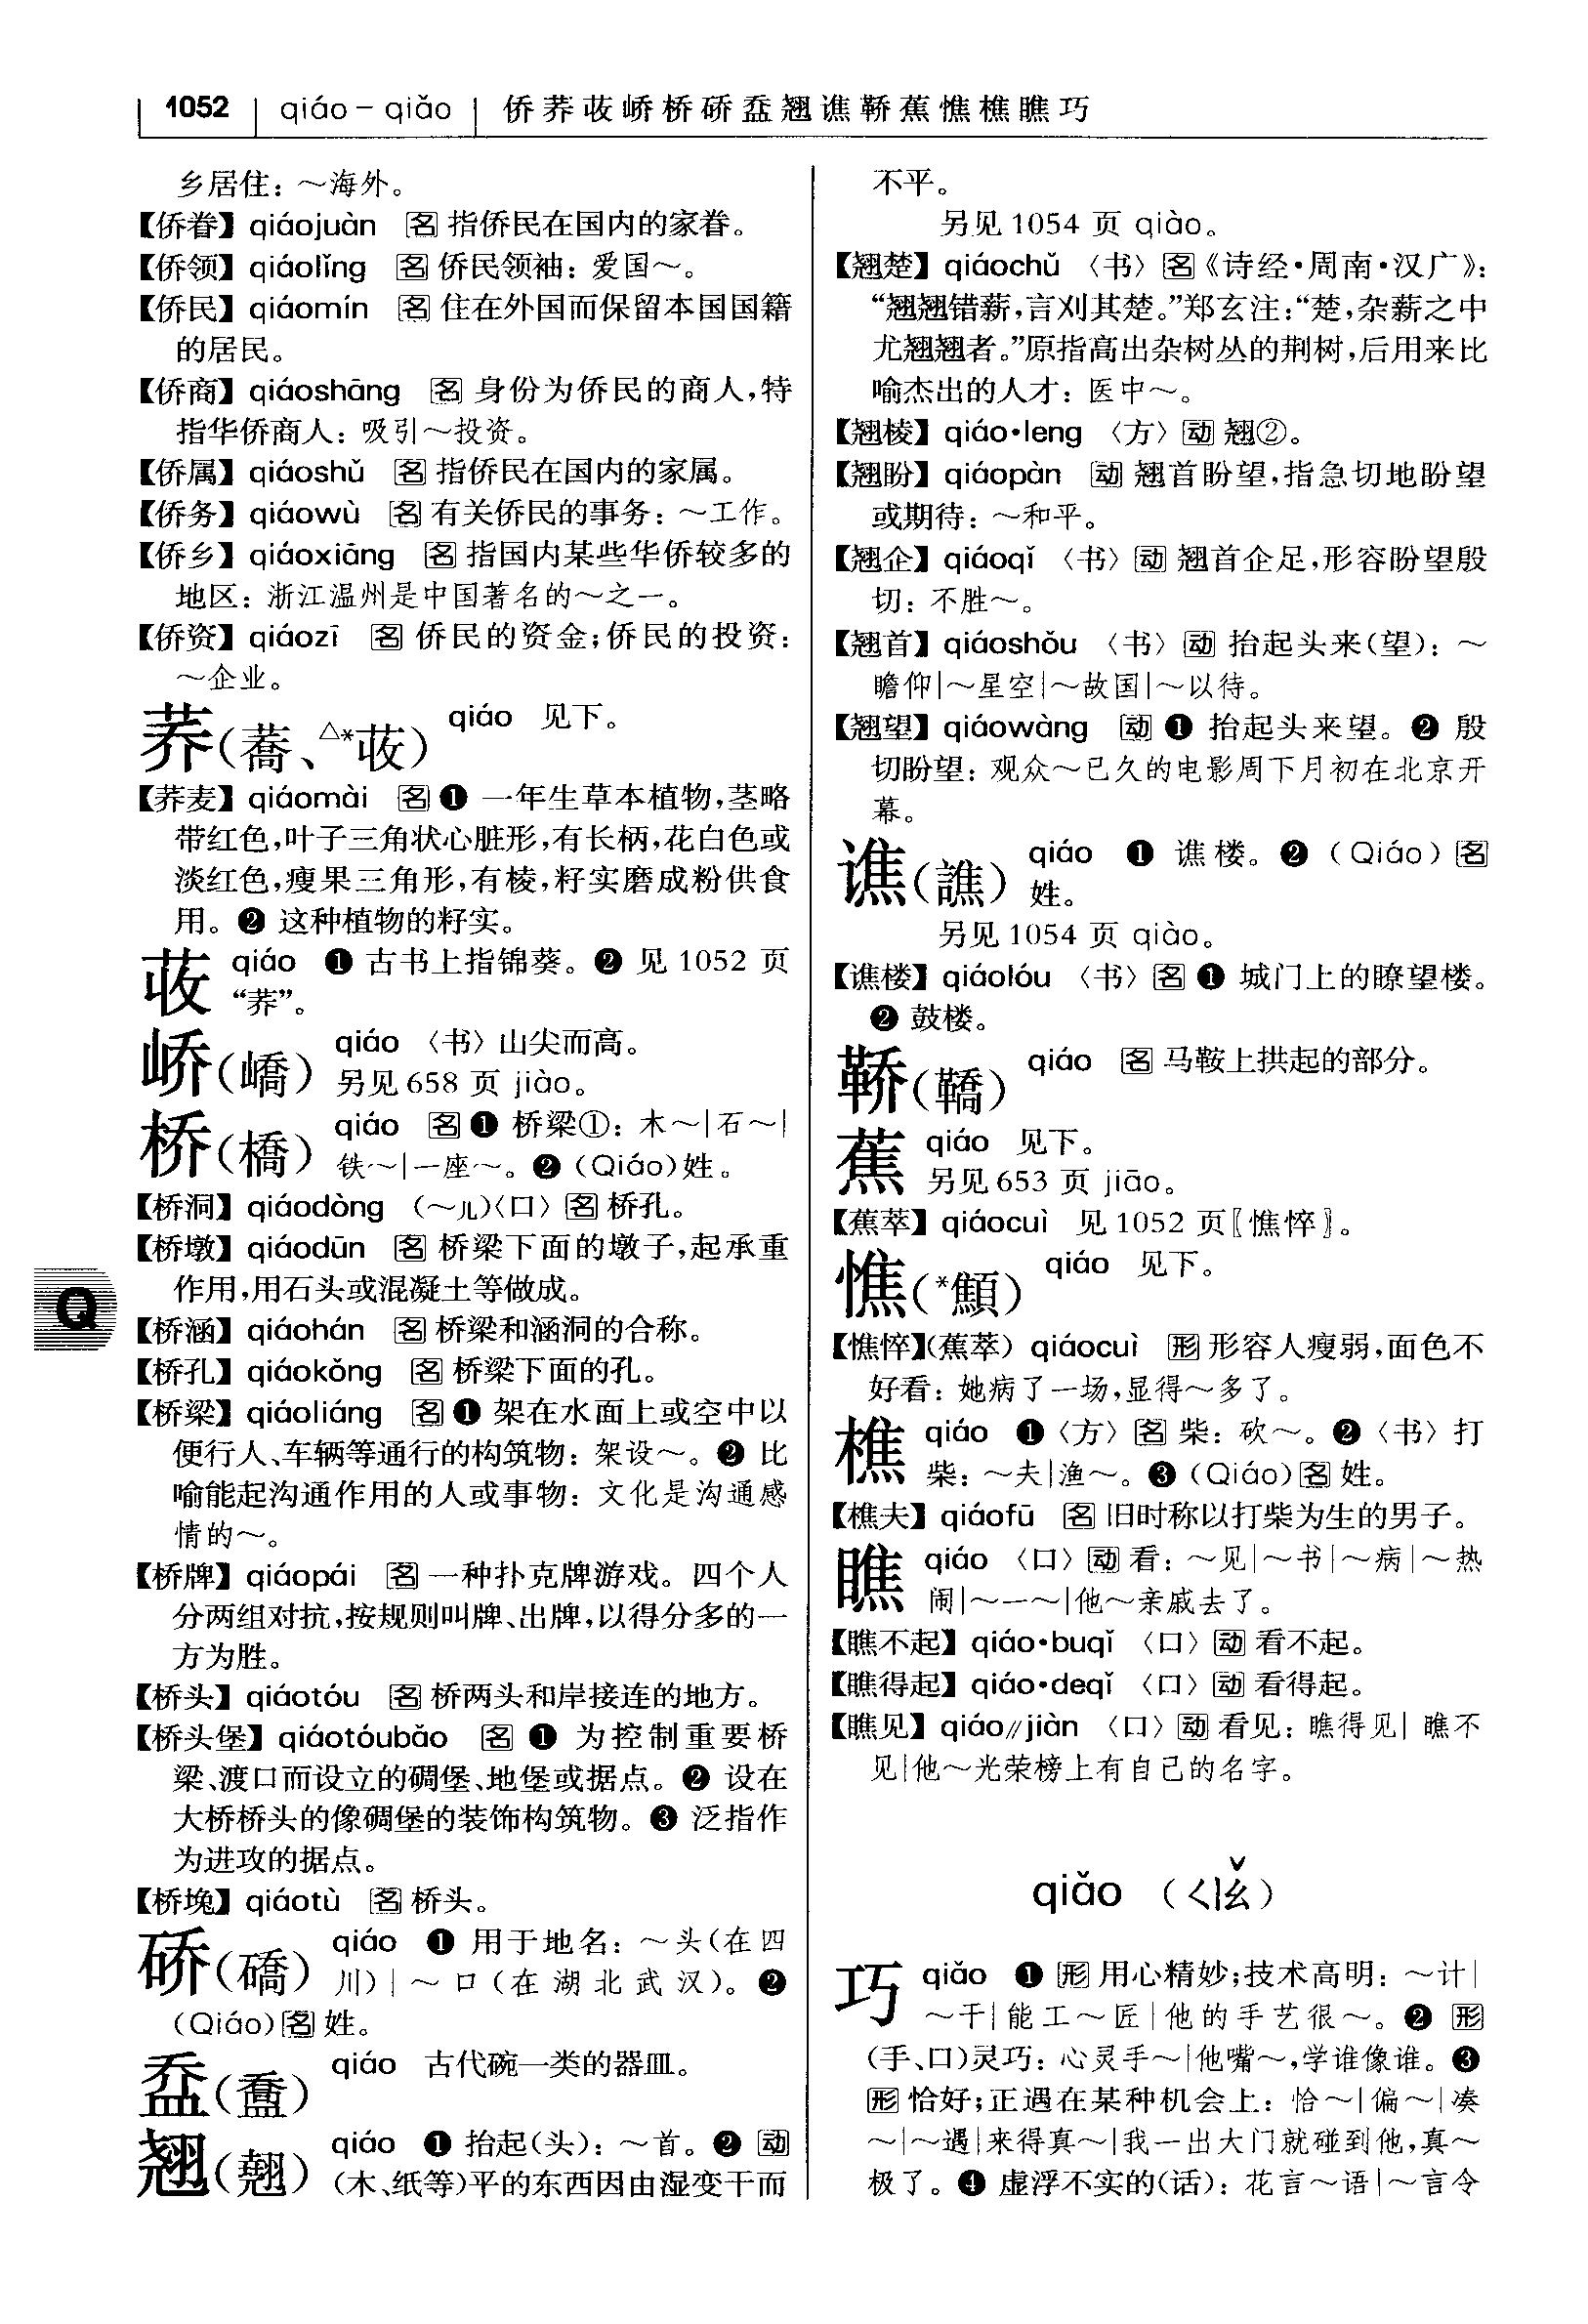 1052 qiáo－qiǎo 侨荞荍峤桥硚㝯翘谯鞒蕉憔樵瞧巧
乡居住：～海外。
【侨眷】qiáojuàn 名 指侨民在国内的家眷。
【侨领】qiáolǐng 名 侨民领袖：爱国～。
【侨民】qiáomín 名 住在外国而保留本国国籍
的居民。
【侨商】qiáoshāng 名 身份为侨民的商人，特
指华侨商人：吸引～投资。
【侨属】qiáoshǔ 名 指侨民在国内的家属。
【侨务】qiáowù 名 有关侨民的事务：～工作。
【侨乡】qiáoxiāng 名 指国内某些华侨较多的
地区：浙江温州是中国著名的～之一。
【侨资】qiáozī 名 侨民的资金；侨民的投资：
～企业。
荞（蕎、△*荍） qiáo 见下。
【荞麦】qiáomài 名 ❶ 一年生草本植物，茎略
带红色，叶子三角状心脏形，有长柄，花白色或
淡红色，瘦果三角形，有棱，籽实磨成粉供食
用。❷ 这种植物的籽实。
荍 qiáo ❶ 古书上指锦葵。❷ 见 1052 页
“荞”。
峤（嶠） qiáo 〈书〉山尖而高。
另见 658 页 jiào。
桥（橋） qiáo 名 ❶ 桥梁①：木～|石～|
铁～|一座～。❷（Qiáo）姓。
【桥洞】qiáodòng （～儿）〈口〉名 桥孔。
【桥墩】qiáodūn 名 桥梁下面的墩子，起承重
作用，用石头或混凝土等做成。
【桥涵】qiáohán 名 桥梁和涵洞的合称。
【桥孔】qiáokǒng 名 桥梁下面的孔。
【桥梁】qiáoliáng 名 ❶ 架在水面上或空中以
便行人、车辆等通行的构筑物：架设～。❷ 比
喻能起沟通作用的人或事物：文化是沟通感
情的～。
【桥牌】qiáopái 名 一种扑克牌游戏。四个人
分两组对抗，按规则叫牌、出牌，以得分多的一
方为胜。
【桥头】qiáotóu 名 桥两头和岸接连的地方。
【桥头堡】qiáotóubǎo 名 ❶ 为控制重要桥
梁、渡口而设立的碉堡、地堡或据点。❷ 设在
大桥桥头的像碉堡的装饰构筑物。❸ 泛指作
为进攻的据点。
【桥堍】qiáotù 名 桥头。
硚（礄） qiáo ❶ 用于地名：～头（在四
川）|～口（在湖北武汉）。❷
（Qiáo）名 姓。
qiáo 古代碗一类的器皿。
翘（翹） qiáo ❶ 抬起（头）：～首。❷ 动
（木、纸等）平的东西因由湿变干而
Q
不平。
另见 1054 页 qiào。
【翘楚】qiáochǔ 〈书〉名《诗经·周南·汉广》：
“翘翘错薪，言刈其楚。”郑玄注：“楚，杂薪之中
尤翘翘者。”原指高出杂树丛的荆树，后用来比
喻杰出的人才：医中～。
【翘棱】qiáo·leng 〈方〉动 翘②。
【翘盼】qiáopàn 动 翘首盼望，指急切地盼望
或期待：～和平。
【翘企】qiáoqǐ 〈书〉动 翘首企足，形容盼望殷
切：不胜～。
【翘首】qiáoshǒu 〈书〉动 抬起头来（望）：～
瞻仰|～星空|～故国|～以待。
【翘望】qiáowàng 动 ❶ 抬起头来望。❷ 殷
切盼望：观众～已久的电影周下月初在北京开
幕。
谯（譙） qiáo ❶ 谯楼。❷（Qiáo）名
姓。
另见 1054 页 qiào。
【谯楼】qiáolóu 〈书〉名 ❶ 城门上的瞭望楼。
❷ 鼓楼。
鞒（鞽） qiáo 名 马鞍上拱起的部分。
蕉 qiáo 见下。
另见 653 页 jiāo。
【蕉萃】qiáocuì 见 1052 页〖憔悴〗。
憔（*顦） qiáo 见下。
【憔悴】（蕉萃） qiáocuì 形 形容人瘦弱，面色不
好看：她病了一场，显得～多了。
樵 qiáo ❶〈方〉名 柴：砍～。❷〈书〉打
柴：～夫|渔～。❸（Qiáo）名 姓。
【樵夫】qiáofū 名 旧时称以打柴为生的男子。
瞧 qiáo 〈口〉动 看：～见|～书|～病|～热
闹|～一～|他～亲戚去了。
【瞧不起】qiáo·buqǐ 〈口〉动 看不起。
【瞧得起】qiáo·deqǐ 〈口〉动 看得起。
【瞧见】qiáo∥jiàn 〈口〉动 看见：瞧得见|瞧不
见|他～光荣榜上有自己的名字。
qiǎo （ㄑㄧㄠˇ）
巧 qiǎo ❶ 形 用心精妙；技术高明：～计|
～干|能工～匠|他的手艺很～。❷ 形
（手、口）灵巧：心灵手～|他嘴～，学谁像谁。❸
形 恰好；正遇在某种机会上：恰～|偏～|凑
～|～遇|来得真～|我一出大门就碰到他，真～
极了。❹ 虚浮不实的（话）：花言～语|～言令